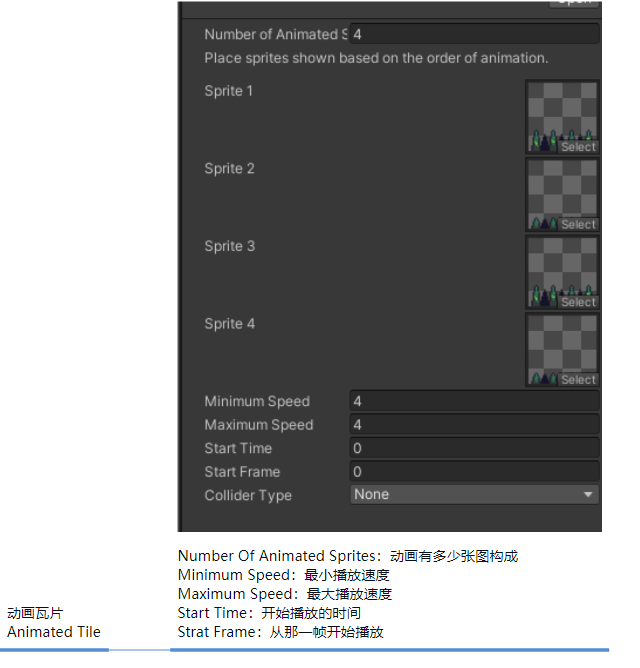 Number of Animated S 4
Place sprites shown based on the order of animation.
Sprite 1
Select
Sprite 2
Select
Sprite 3
Select
Sprite 4
Select
Minimum Speed 4
Maximum Speed 4
Start Time 0
Start Frame 0
Collider Type None
Number Of Animated Sprites：动画有多少张图构成
Minimum Speed：最小播放速度
Maximum Speed：最大播放速度
动画瓦片 Start Time：开始播放的时间
Animated Tile Strat Frame：从那一帧开始播放